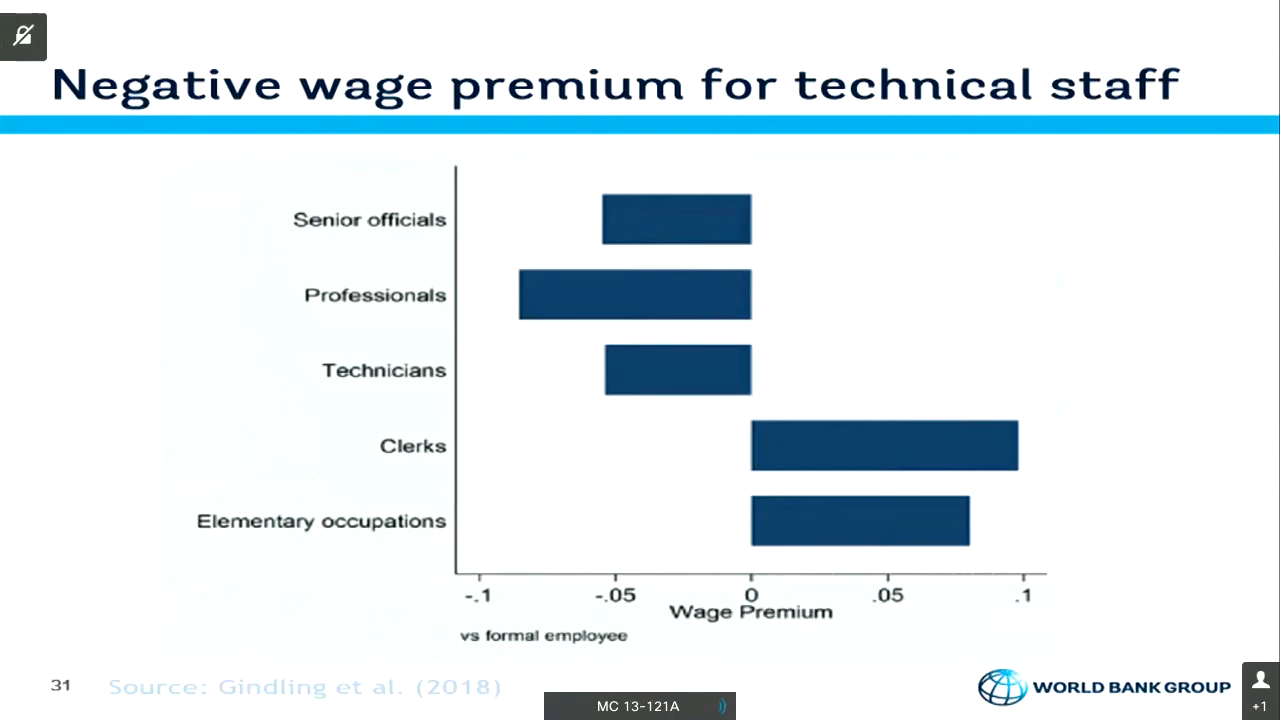 Negative wage premium for technical staff
Senior officials
Professionals
Technicians
Clerks
Elementary occupations
-.1 -.05 0 .05 .1
Wage Premium
vs formal employee
31 Source: Gindling et al. (2018)
WORLD BANK GROUP
MC 13-121A
+1